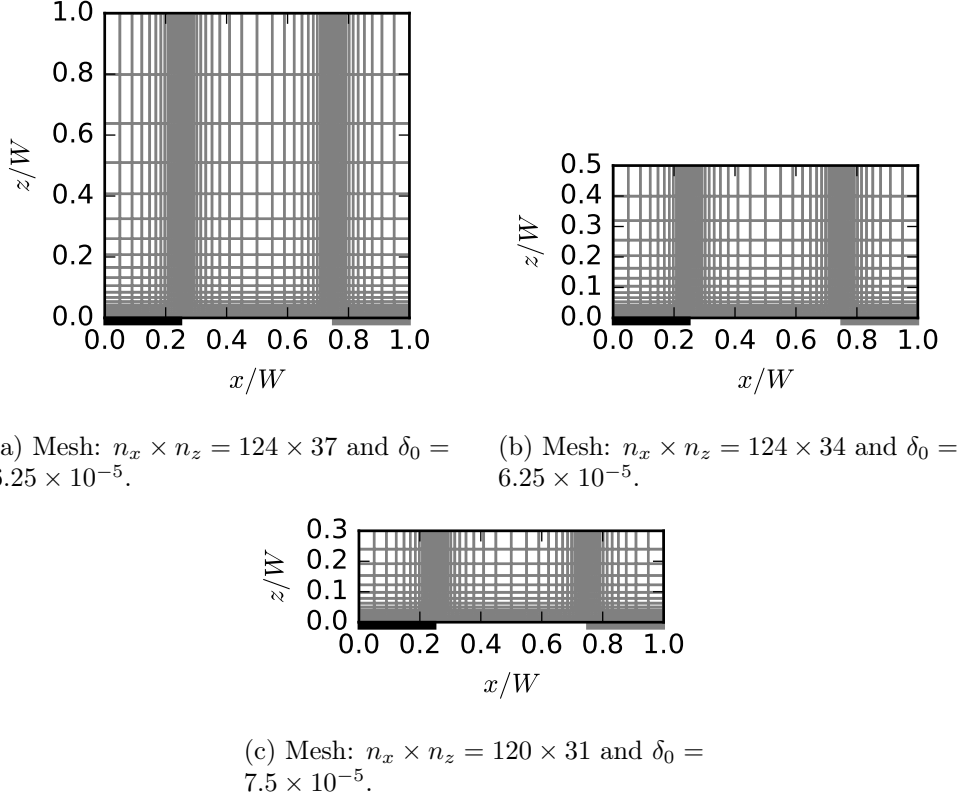 1.0
0.8
0.6
0.4
0.2
0.0
z/W
0.0 0.2 0.4 0.6 0.8 1.0
x/W
0.5
0.4
0.3
0.2
0.1
0.0
z/W
0.0 0.2 0.4 0.6 0.8 1.0
x/W
a) Mesh: n_x × n_z = 124 × 37 and δ_0 =
6.25 × 10^{-5}.
(b) Mesh: n_x × n_z = 124 × 34 and δ_0 =
6.25 × 10^{-5}.
0.3
0.2
0.1
0.0
z/W
0.0 0.2 0.4 0.6 0.8 1.0
x/W
(c) Mesh: n_x × n_z = 120 × 31 and δ_0 =
7.5 × 10^{-5}.